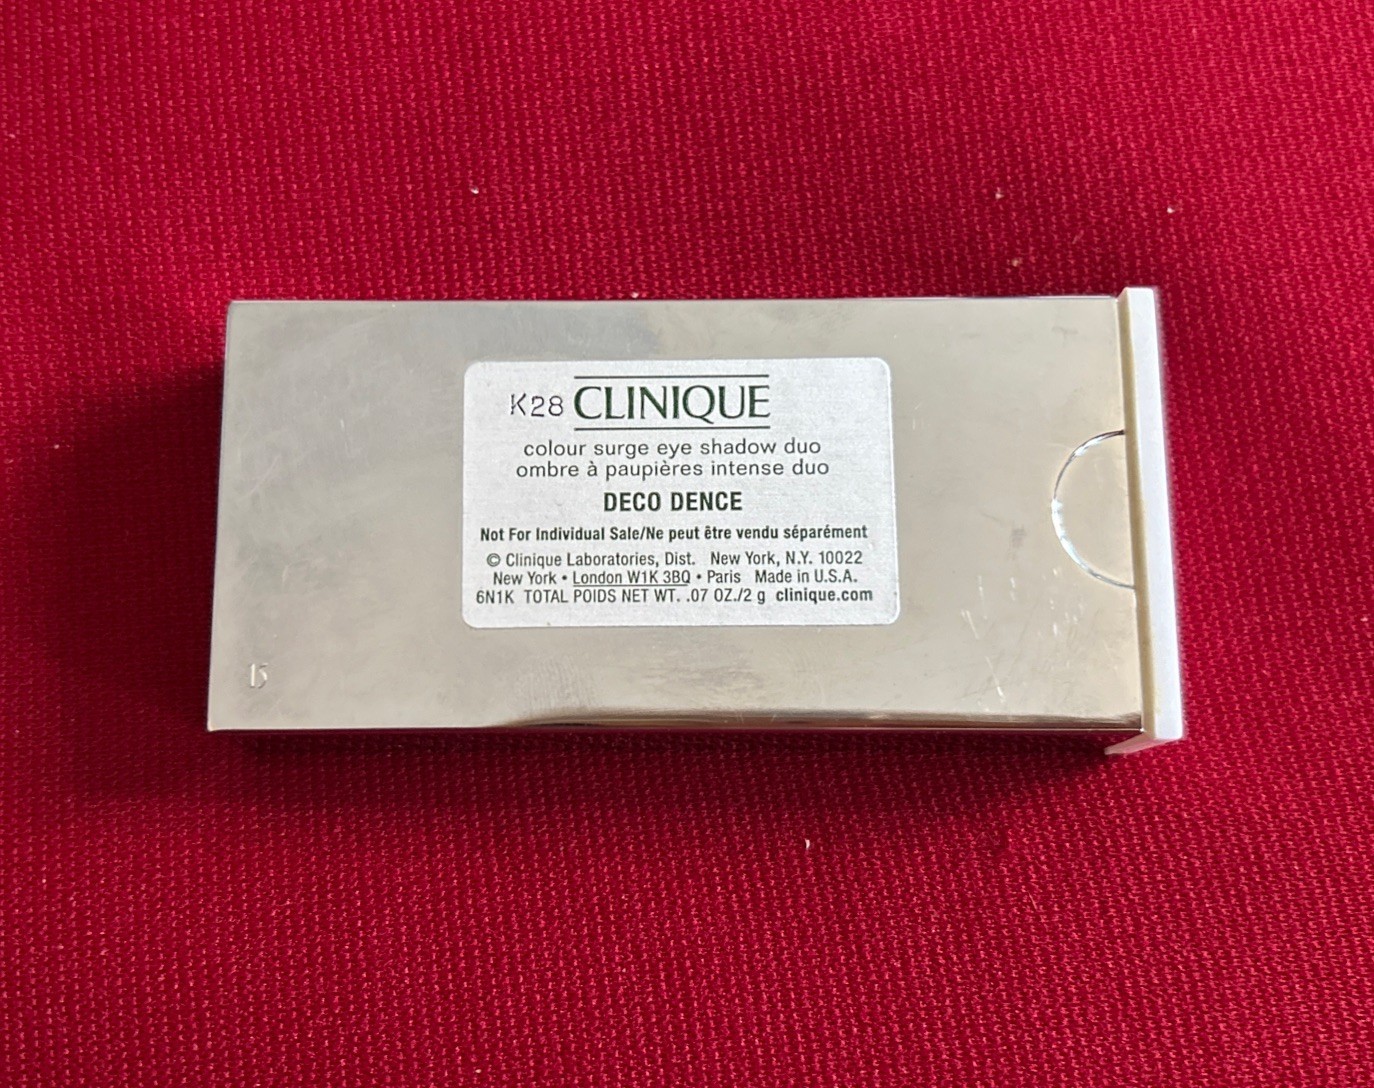 K28 CLINIQUE
colour surge eye shadow duo
ombre à paupières intense duo
DECO DENCE
Not For Individual Sale/Ne peut être vendu séparément
© Clinique Laboratories, Dist. New York, N.Y. 10022
New York • London W1K 3BQ • Paris Made in U.S.A.
6N1K TOTAL POIDS NET WT. .07 OZ./2 g clinique.com
15